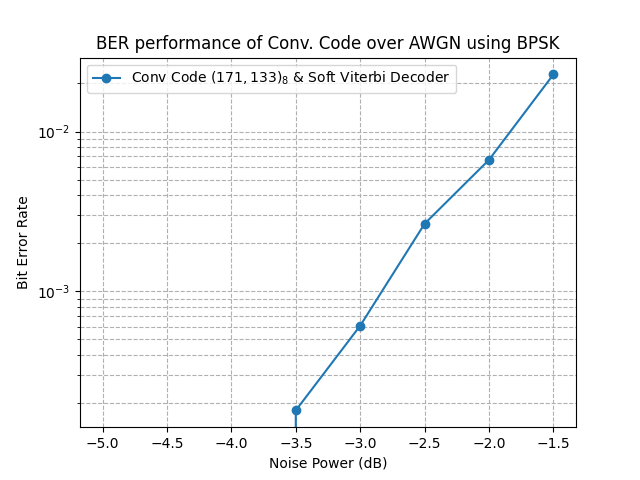 BER performance of Conv. Code over AWGN using BPSK
Conv Code (171, 133)₈ & Soft Viterbi Decoder
Bit Error Rate
10⁻²
10⁻³
−5.0 −4.5 −4.0 −3.5 −3.0 −2.5 −2.0 −1.5
Noise Power (dB)